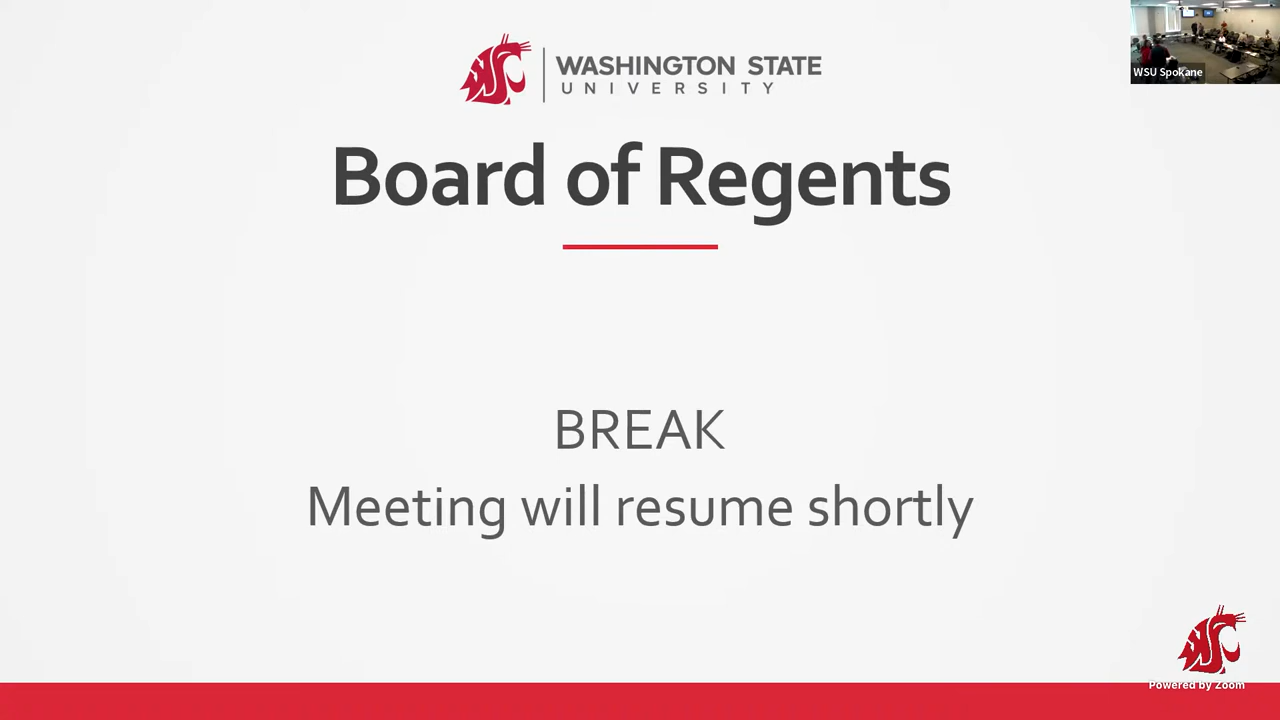 WASHINGTON STATE
UNIVERSITY
WSU Spokane
Board of Regents
BREAK
Meeting will resume shortly
Powered by Zoom